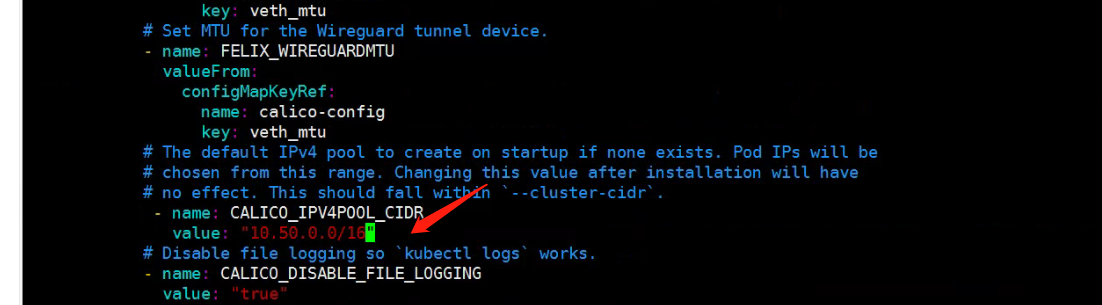 key: veth_mtu
# Set MTU for the Wireguard tunnel device.
- name: FELIX_WIREGUARDMTU
valueFrom:
configMapKeyRef:
name: calico-config
key: veth_mtu
# The default IPv4 pool to create on startup if none exists. Pod IPs will be
# chosen from this range. Changing this value after installation will have
# no effect. This should fall within `--cluster-cidr`.
- name: CALICO_IPV4POOL_CIDR
value: "10.50.0.0/16"
# Disable file logging so `kubectl logs` works.
- name: CALICO_DISABLE_FILE_LOGGING
value: "true"